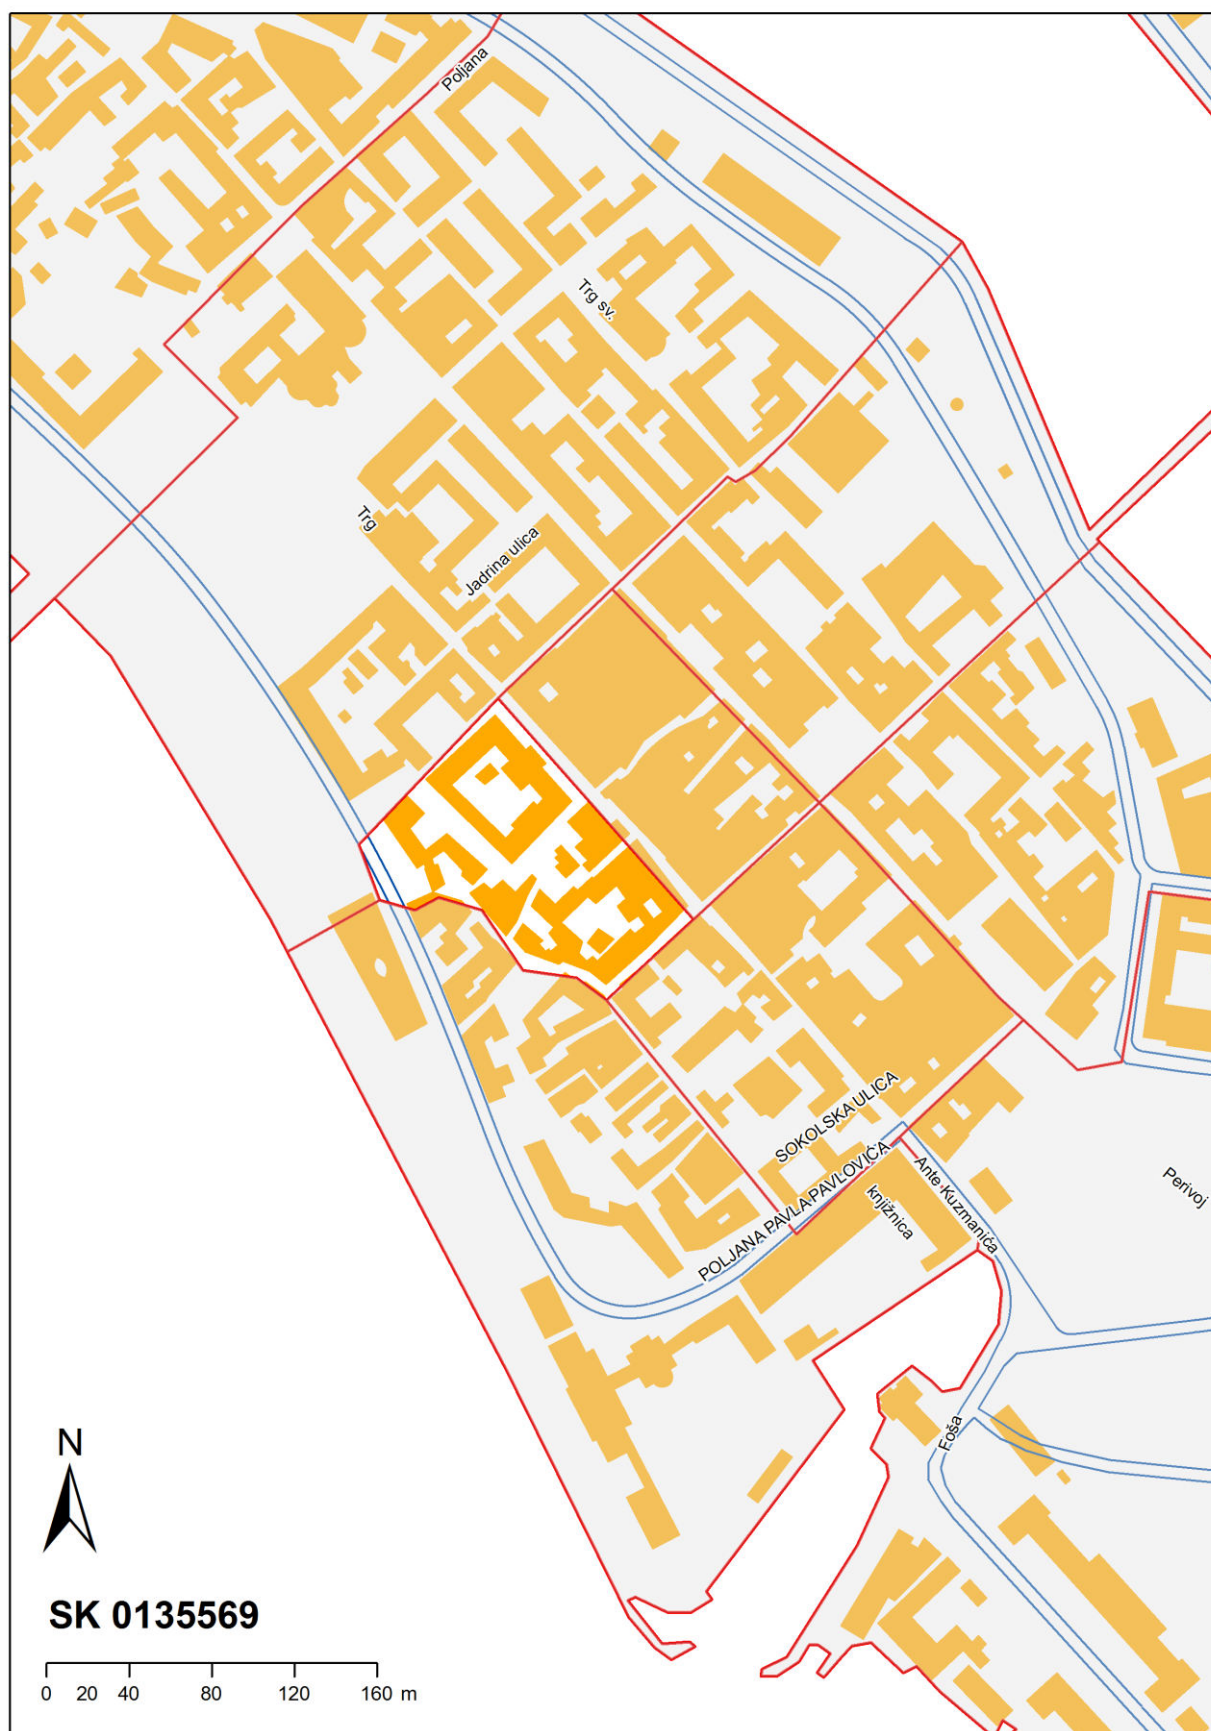 Poljana
Trg sv.
Trg
Jadrina ulica
SOKOLSKA ULICA
POLJANA PAVLA PAVLOVIĆA
knjižnica
Ante Kuzmanića
Perivoj
Foša
N
SK 0135569
0 20 40 80 120 160 m